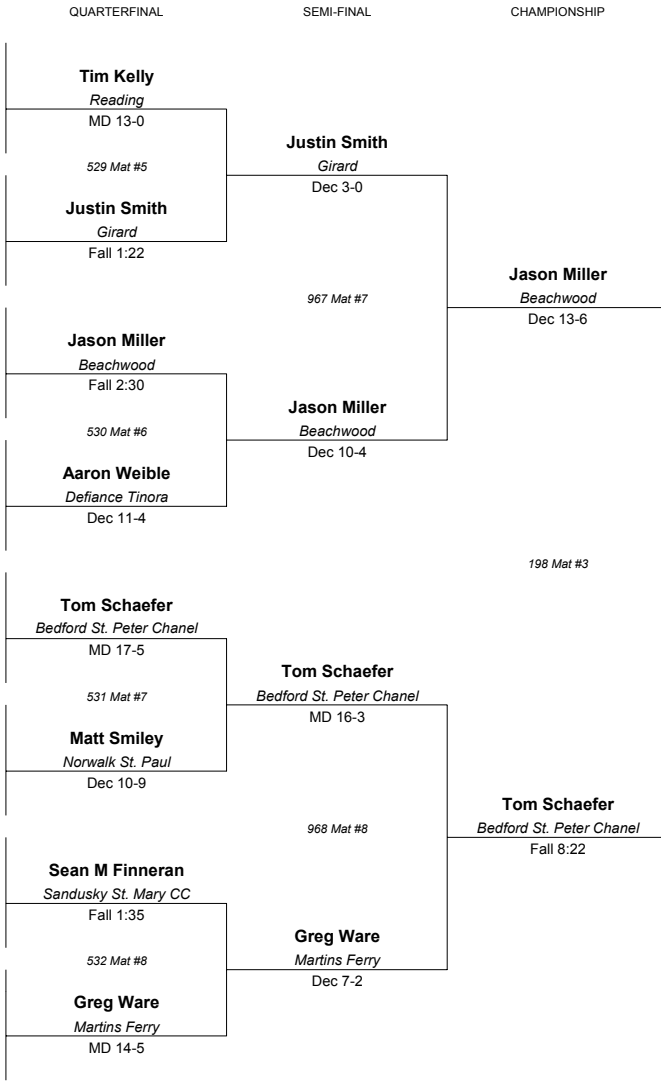 QUARTERFINAL SEMI-FINAL CHAMPIONSHIP
Tim Kelly
Reading
MD 13-0
Justin Smith
Girard
Dec 3-0
529 Mat #5
Justin Smith
Girard
Fall 1:22
Jason Miller
Beachwood
Dec 13-6
967 Mat #7
Jason Miller
Beachwood
Fall 2:30
Jason Miller
Beachwood
Dec 10-4
530 Mat #6
Aaron Weible
Defiance Tinora
Dec 11-4
198 Mat #3
Tom Schaefer
Bedford St. Peter Chanel
MD 17-5
Tom Schaefer
Bedford St. Peter Chanel
MD 16-3
531 Mat #7
Matt Smiley
Norwalk St. Paul
Dec 10-9
Tom Schaefer
Bedford St. Peter Chanel
Fall 8:22
968 Mat #8
Sean M Finneran
Sandusky St. Mary CC
Fall 1:35
Greg Ware
Martins Ferry
Dec 7-2
532 Mat #8
Greg Ware
Martins Ferry
MD 14-5